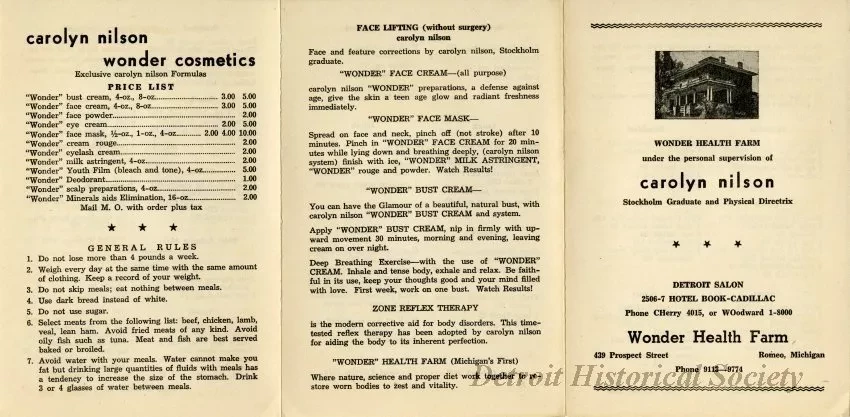 carolyn nilson
wonder cosmetics
Exclusive carolyn nilson Formulas
PRICE LIST
"Wonder" bust cream, 4-oz., 8-oz. 3.00 5.00
"Wonder" face cream, 4-oz., 8-oz. 3.00 5.00
"Wonder" face powder 2.00
"Wonder" eye cream 2.00 5.00
"Wonder" face mask, ½-oz., 1-oz., 4-oz. 2.00 4.00 10.00
"Wonder" cream rouge 2.00
"Wonder" eyelash cream 2.00
"Wonder" milk astringent, 4-oz. 2.00
"Wonder" Youth Film (bleach and tone), 4-oz. 5.00
"Wonder" Deodorant 1.00
"Wonder" scalp preparations, 4-oz. 2.00
"Wonder" Minerals aids Elimination, 16-oz. 2.00
Mail M. O. with order plus tax
★ ★ ★
GENERAL RULES
1. Do not lose more than 4 pounds a week.
2. Weigh every day at the same time with the same amount
of clothing. Keep a record of your weight.
3. Do not skip meals; eat nothing between meals.
4. Use dark bread instead of white.
5. Do not use sugar.
6. Select meats from the following list: beef, chicken, lamb,
veal, lean ham. Avoid fried meats of any kind. Avoid
oily fish such as tuna. Meat and fish are best served
baked or broiled.
7. Avoid water with your meals. Water cannot make you
fat but drinking large quantities of fluids with meals has
a tendency to increase the size of the stomach. Drink
3 or 4 glasses of water between meals.
FACE LIFTING (without surgery)
carolyn nilson
Face and feature corrections by carolyn nilson, Stockholm
graduate.
"WONDER" FACE CREAM—(all purpose)
carolyn nilson "WONDER" preparations, a defense against
age, give the skin a teen age glow and radiant freshness
immediately.
"WONDER" FACE MASK—
Spread on face and neck, pinch off (not stroke) after 10
minutes. Pinch in "WONDER" FACE CREAM for 20 min-
utes while lying down and breathing deeply, (carolyn nilson
system) finish with ice, "WONDER" MILK ASTRINGENT,
"WONDER" rouge and powder. Watch Results!
"WONDER" BUST CREAM—
You can have the Glamour of a beautiful, natural bust, with
carolyn nilson "WONDER" BUST CREAM and system.
Apply "WONDER" BUST CREAM, nip in firmly with up-
ward movement 30 minutes, morning and evening, leaving
cream on over night.
Deep Breathing Exercise—with the use of "WONDER"
CREAM. Inhale and tense body, exhale and relax. Be faith-
ful in its use, keep your thoughts good and your mind filled
with love. First week, work on one bust. Watch Results!
ZONE REFLEX THERAPY
is the modern corrective aid for body disorders. This time-
tested reflex therapy has been adopted by carolyn nilson
for aiding the body to its inherent perfection.
"WONDER" HEALTH FARM (Michigan's First)
Where nature, science and proper diet work together to re-
store worn bodies to zest and vitality.
WONDER HEALTH FARM
under the personal supervision of
carolyn nilson
Stockholm Graduate and Physical Directrix
★ ★ ★
DETROIT SALON
2506-7 HOTEL BOOK-CADILLAC
Phone CHerry 4015, or WOodward 1-8000
Wonder Health Farm
439 Prospect Street Romeo, Michigan
Phone 9113—9774
Detroit Historical Society